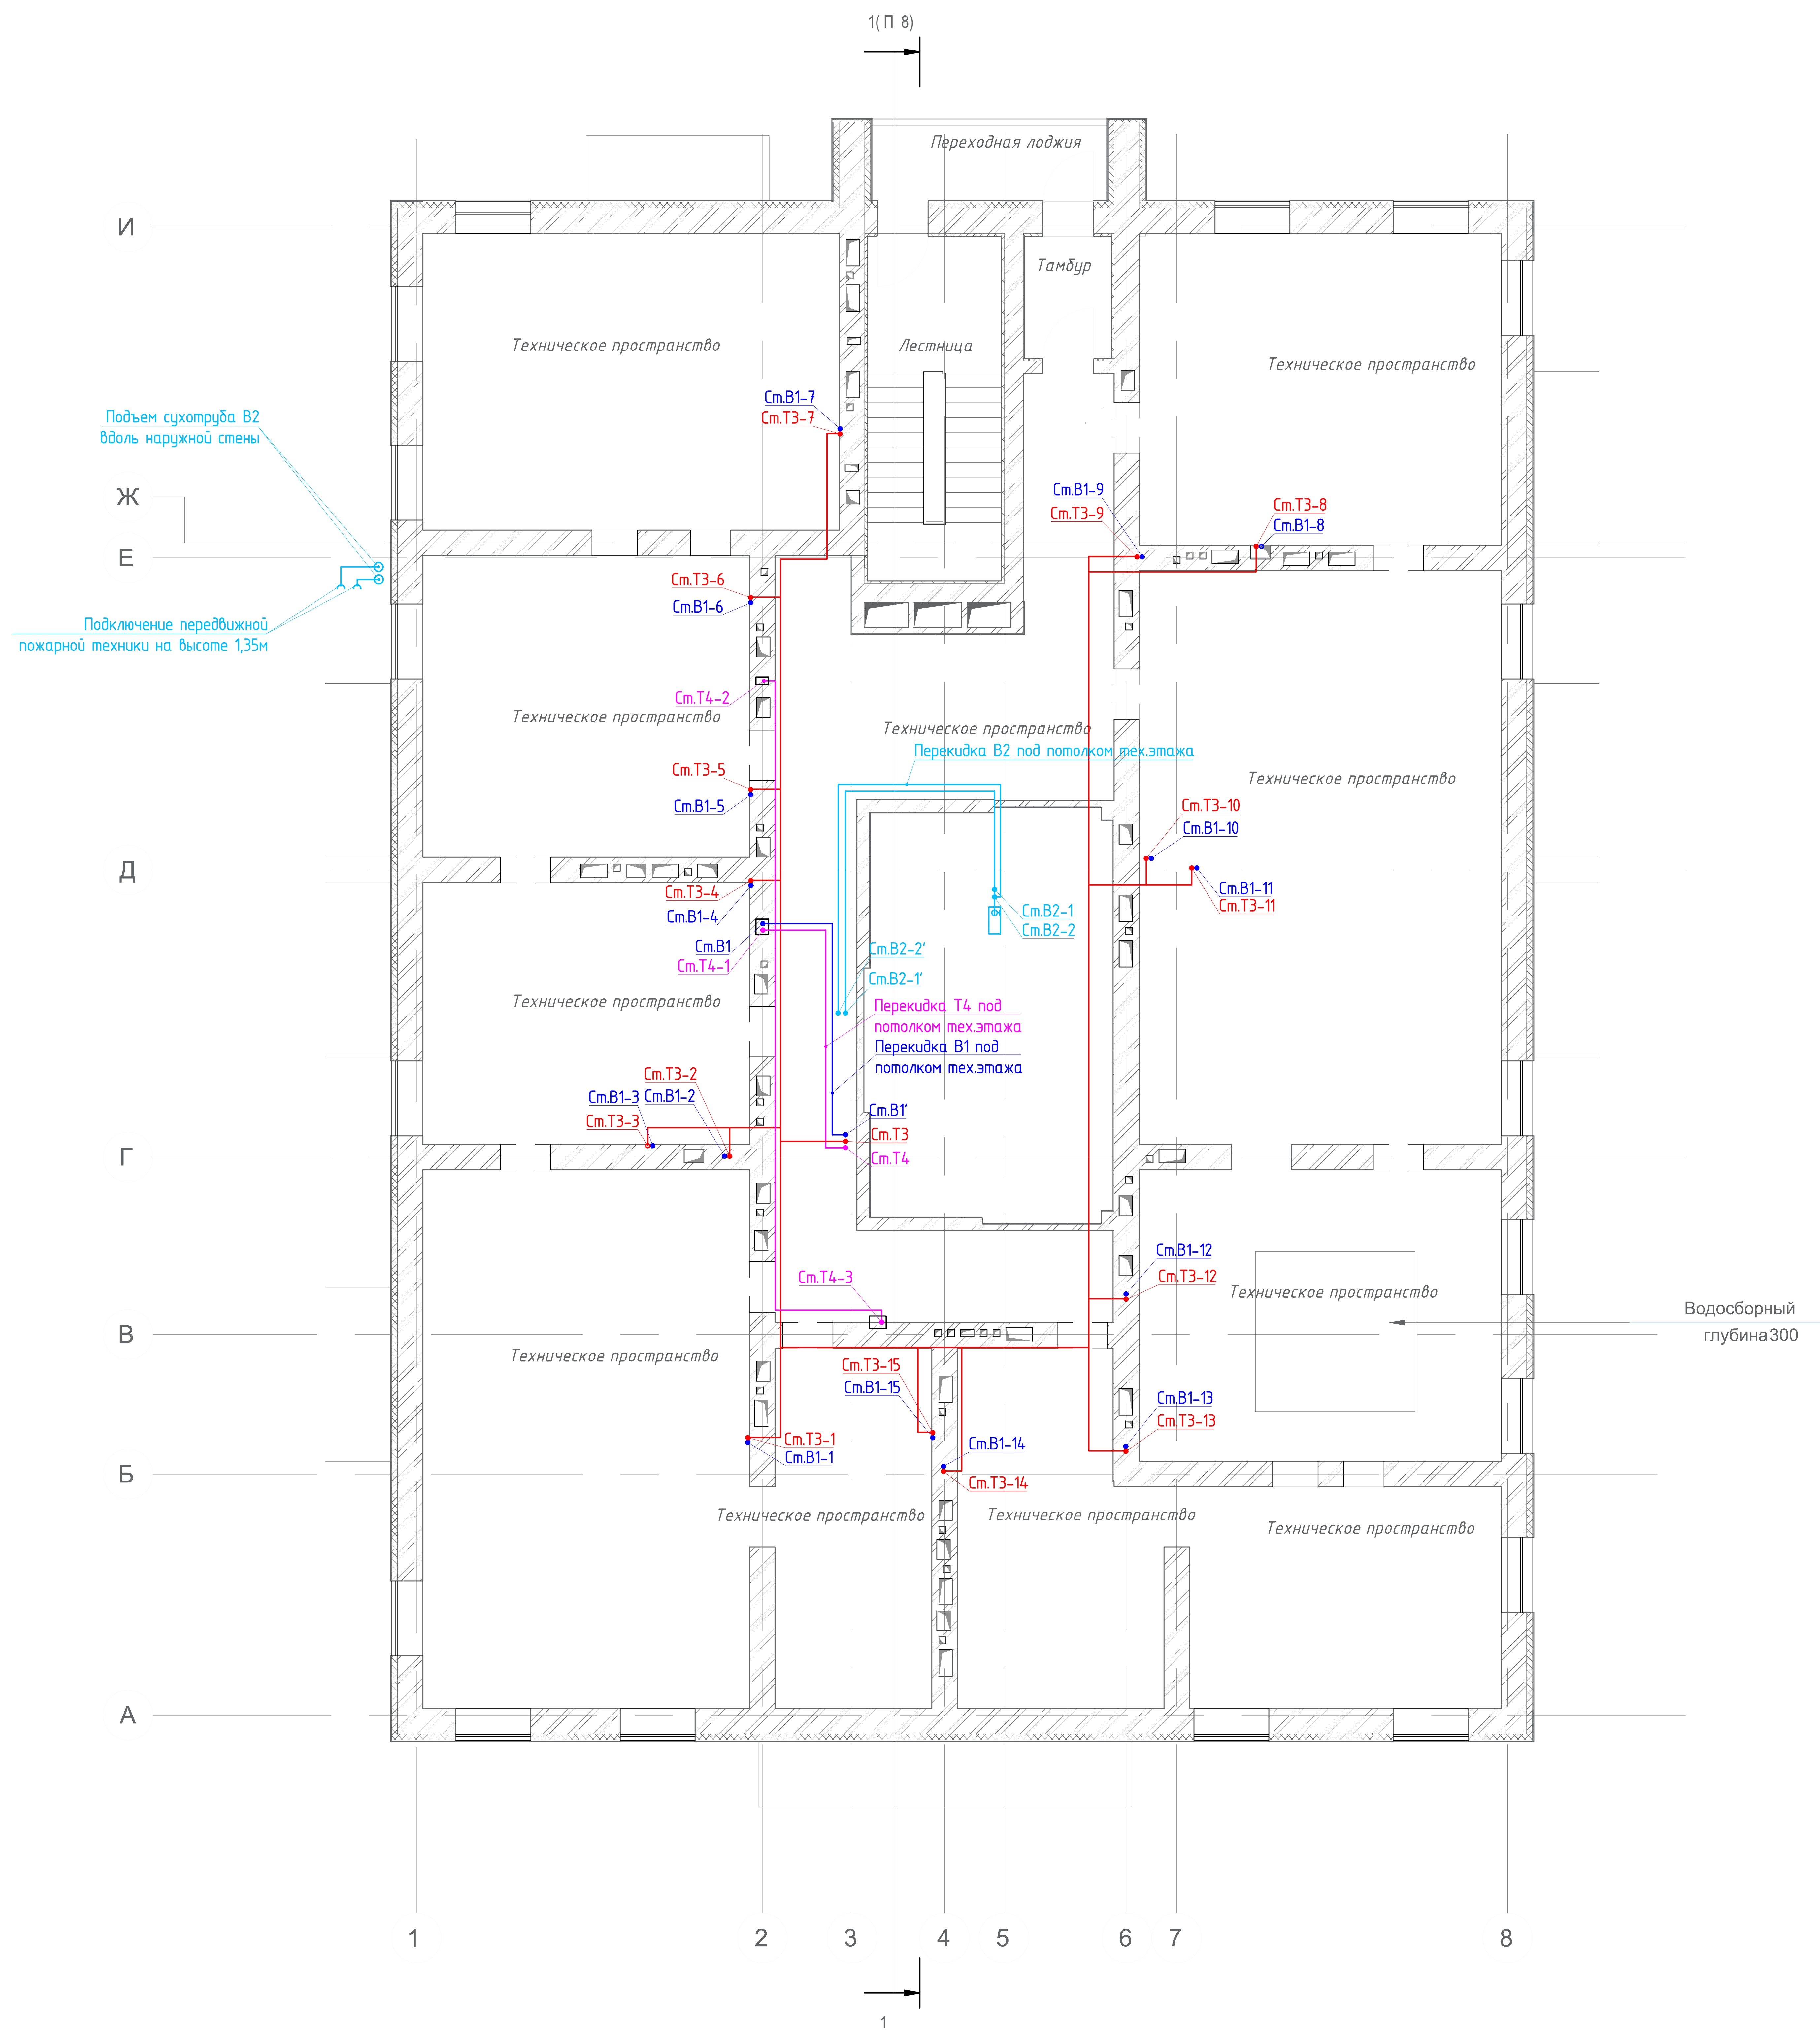 1( П 8)
Переходная лоджия
И
Тамбур
Лестница
Техническое пространство
Техническое пространство
Ст.В1-7
Ст.Т3-7
Подъем сухотруба В2
вдоль наружной стены
Ж
Ст.В1-9
Ст.Т3-9
Ст.Т3-8
Ст.В1-8
Е
Ст.Т3-6
Ст.В1-6
Подключение передвижной
пожарной техники на высоте 1,35м
Ст.Т4-2
Техническое пространство
Техническое пространство
Перекидка В2 под потолком тех.этажа
Ст.Т3-5
Техническое пространство
Ст.В1-5
Ст.Т3-10
Ст.В1-10
Д
Ст.Т3-4
Ст.В1-4
Ст.В1-11
Ст.Т3-11
Ст.В2-1
Ст.В2-2
Ст.В1
Ст.Т4-1
Ст.В2-2'
Ст.В2-1'
Техническое пространство
Перекидка Т4 под
потолком тех.этажа
Перекидка В1 под
потолком тех.этажа
Ст.Т3-2
Ст.В1-3
Ст.В1-2
Ст.Т3-3
Ст.В1'
Ст.Т3
Ст.Т4
Г
Ст.В1-12
Ст.Т3-12
Ст.Т4-3
Техническое пространство
Водосборный
глубина300
В
Техническое пространство
Ст.Т3-15
Ст.В1-15
Ст.В1-13
Ст.Т3-13
Ст.Т3-1
Ст.В1-1
Ст.В1-14
Ст.Т3-14
Б
Техническое пространство
Техническое пространство
Техническое пространство
А
1
2
3
4
5
6
7
8
1